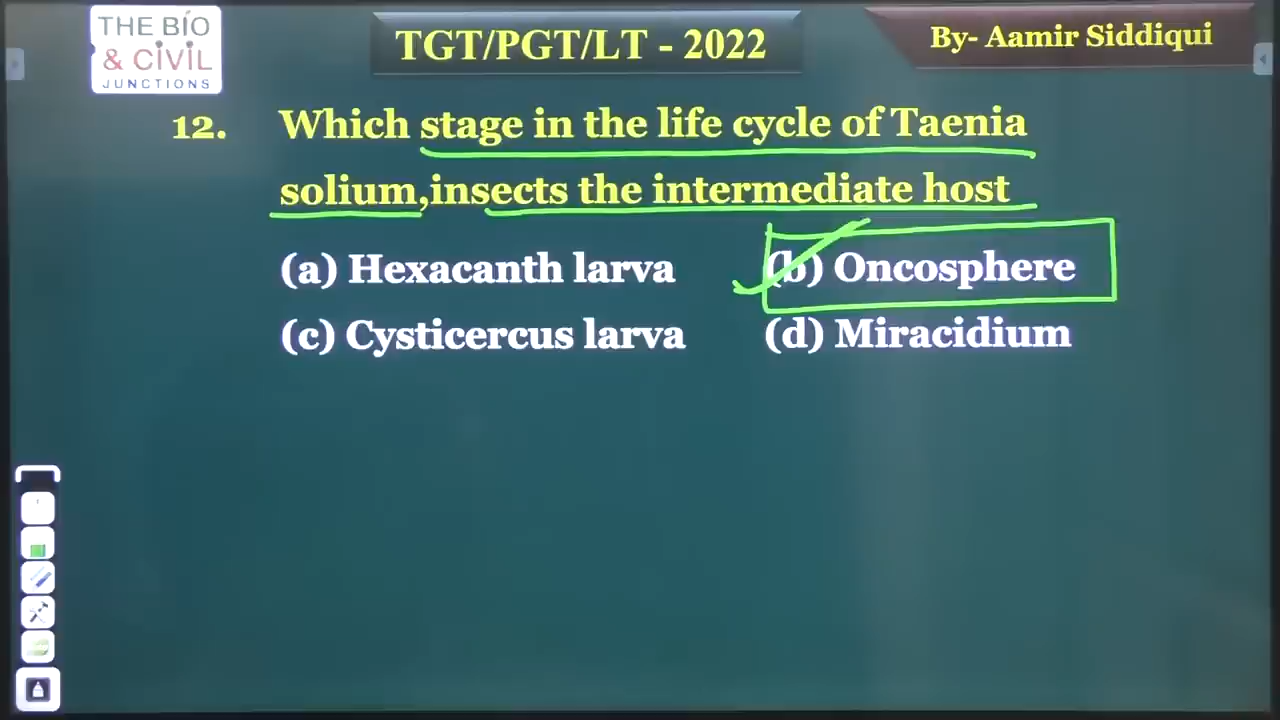 THE BIO
& CIVIL
JUNCTIONS
TGT/PGT/LT - 2022
By- Aamir Siddiqui
12. Which stage in the life cycle of Taenia
solium,insects the intermediate host
(a) Hexacanth larva (b) Oncosphere
(c) Cysticercus larva (d) Miracidium